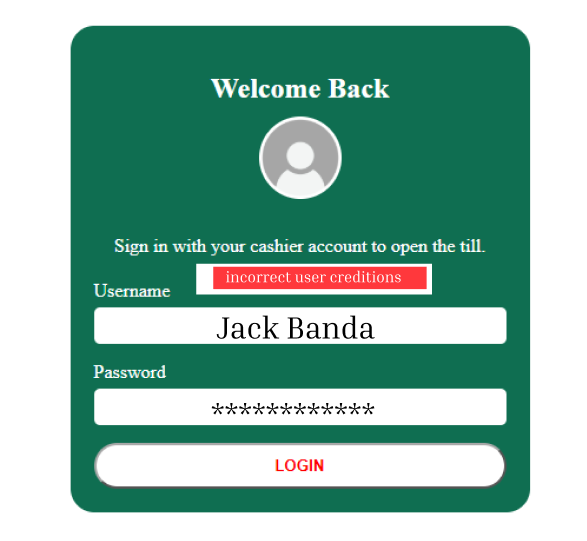 Welcome Back
Sign in with your cashier account to open the till.
incorrect user creditions
Username
Jack Banda
Password
************
LOGIN